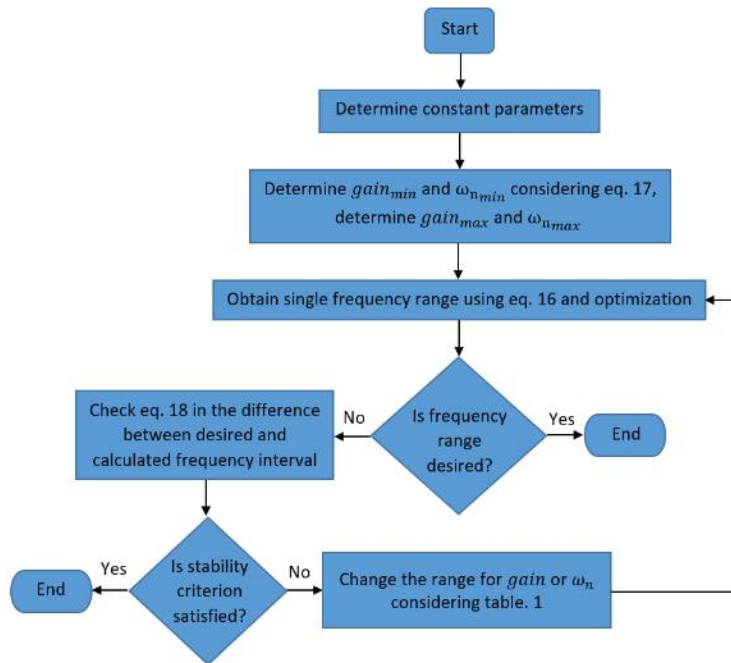 Start
Determine constant parameters
Determine gain_min and ω_n_min considering eq. 17,
determine gain_max and ω_n_max
Obtain single frequency range using eq. 16 and optimization
Is frequency
range
desired?
Yes
End
No
Check eq. 18 in the difference
between desired and
calculated frequency interval
Is stability
criterion
satisfied?
Yes
End
No
Change the range for gain or ω_n
considering table. 1